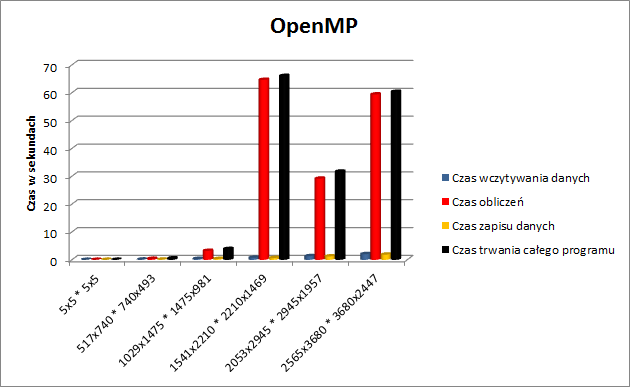 OpenMP
Czas w sekundach
70
60
50
40
30
20
10
0
5x5 * 5x5
517x740 * 740x493
1029x1475 * 1475x981
1541x2210 * 2210x1469
2053x2945 * 2945x1957
2565x3680 * 3680x2447
Czas wczytywania danych
Czas obliczeń
Czas zapisu danych
Czas trwania całego programu